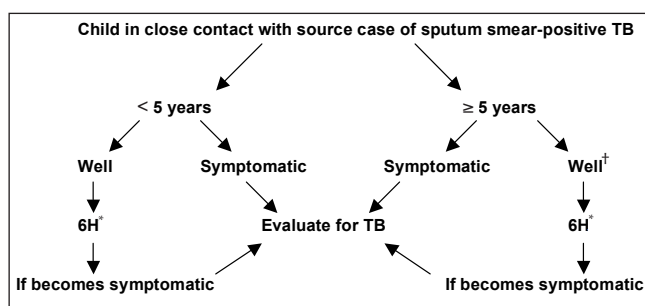 Child in close contact with source case of sputum smear-positive TB
< 5 years ≥ 5 years
Well Symptomatic Symptomatic Well†
6H* Evaluate for TB 6H*
If becomes symptomatic If becomes symptomatic